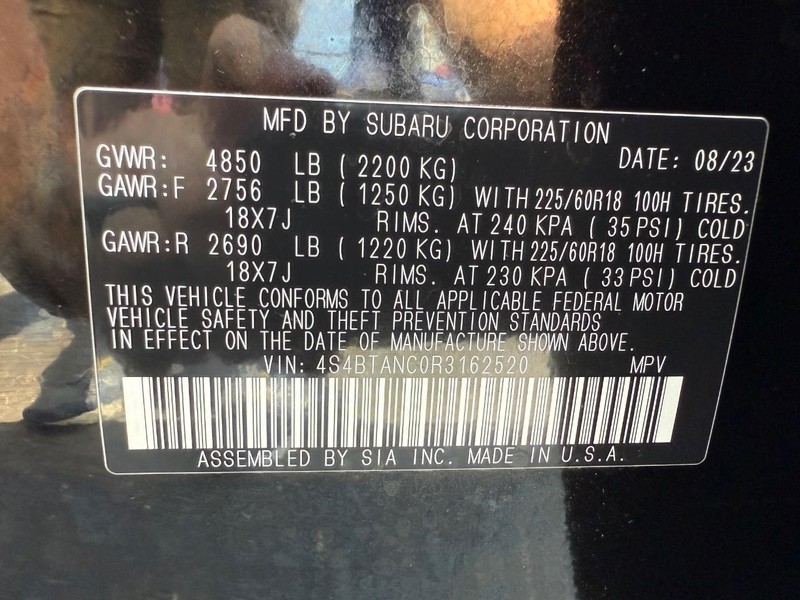 MFD BY SUBARU CORPORATION
GVWR: 4850 LB ( 2200 KG) DATE: 08/23
GAWR:F 2756 LB ( 1250 KG) WITH 225/60R18 100H TIRES.
18X7J RIMS. AT 240 KPA ( 35 PSI) COLD
GAWR:R 2690 LB ( 1220 KG) WITH 225/60R18 100H TIRES.
18X7J RIMS. AT 230 KPA ( 33 PSI) COLD
THIS VEHICLE CONFORMS TO ALL APPLICABLE FEDERAL MOTOR
VEHICLE SAFETY AND THEFT PREVENTION STANDARDS
IN EFFECT ON THE DATE OF MANUFACTURE SHOWN ABOVE.
VIN: 4S4BTANC0R3162520 MPV
ASSEMBLED BY SIA INC. MADE IN U.S.A.